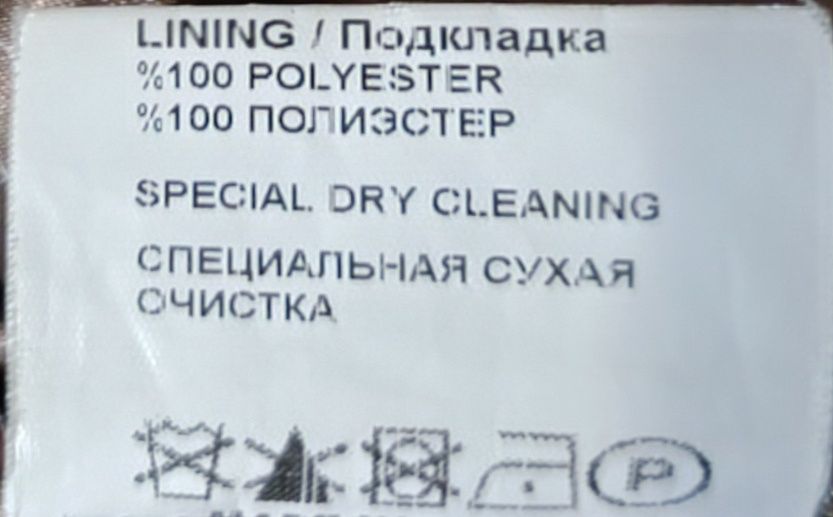 LINING / Подкладка
%100 POLYESTER
%100 ПОЛИЭСТЕР
SPECIAL DRY CLEANING
СПЕЦИАЛЬНАЯ СУХАЯ
ОЧИСТКА
P